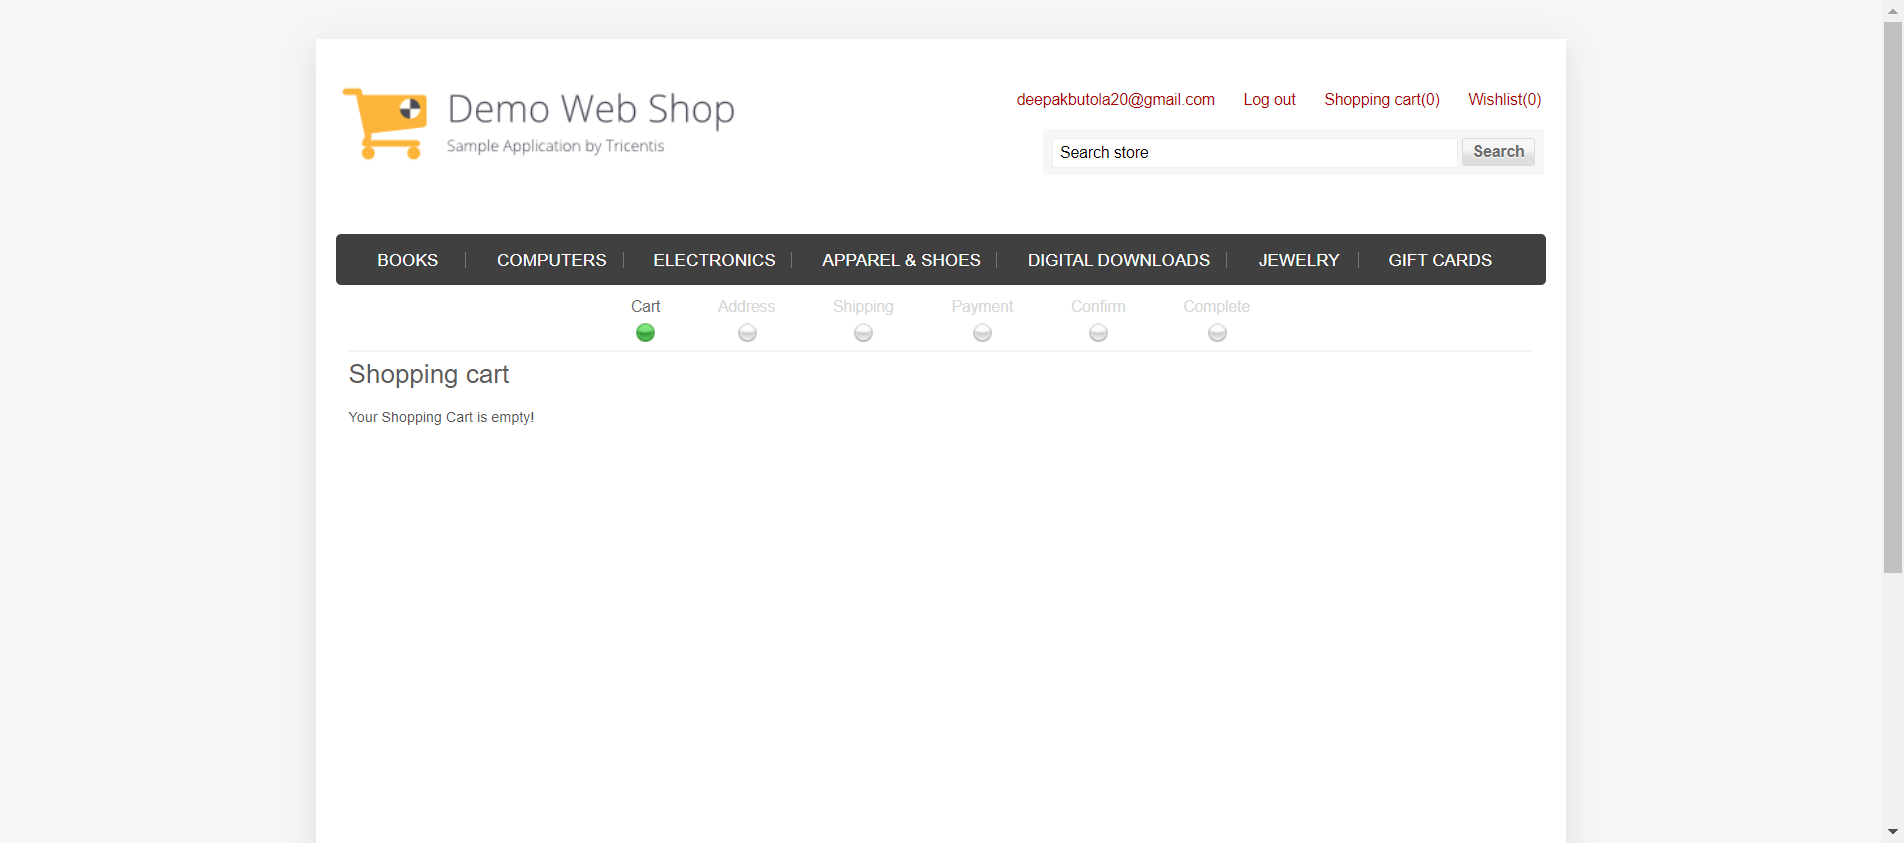 Demo Web Shop
Sample Application by Tricentis
deepakbutola20@gmail.com Log out Shopping cart(0) Wishlist(0)
Search store Search
BOOKS COMPUTERS ELECTRONICS APPAREL & SHOES DIGITAL DOWNLOADS JEWELRY GIFT CARDS
Cart Address Shipping Payment Confirm Complete
Shopping cart
Your Shopping Cart is empty!